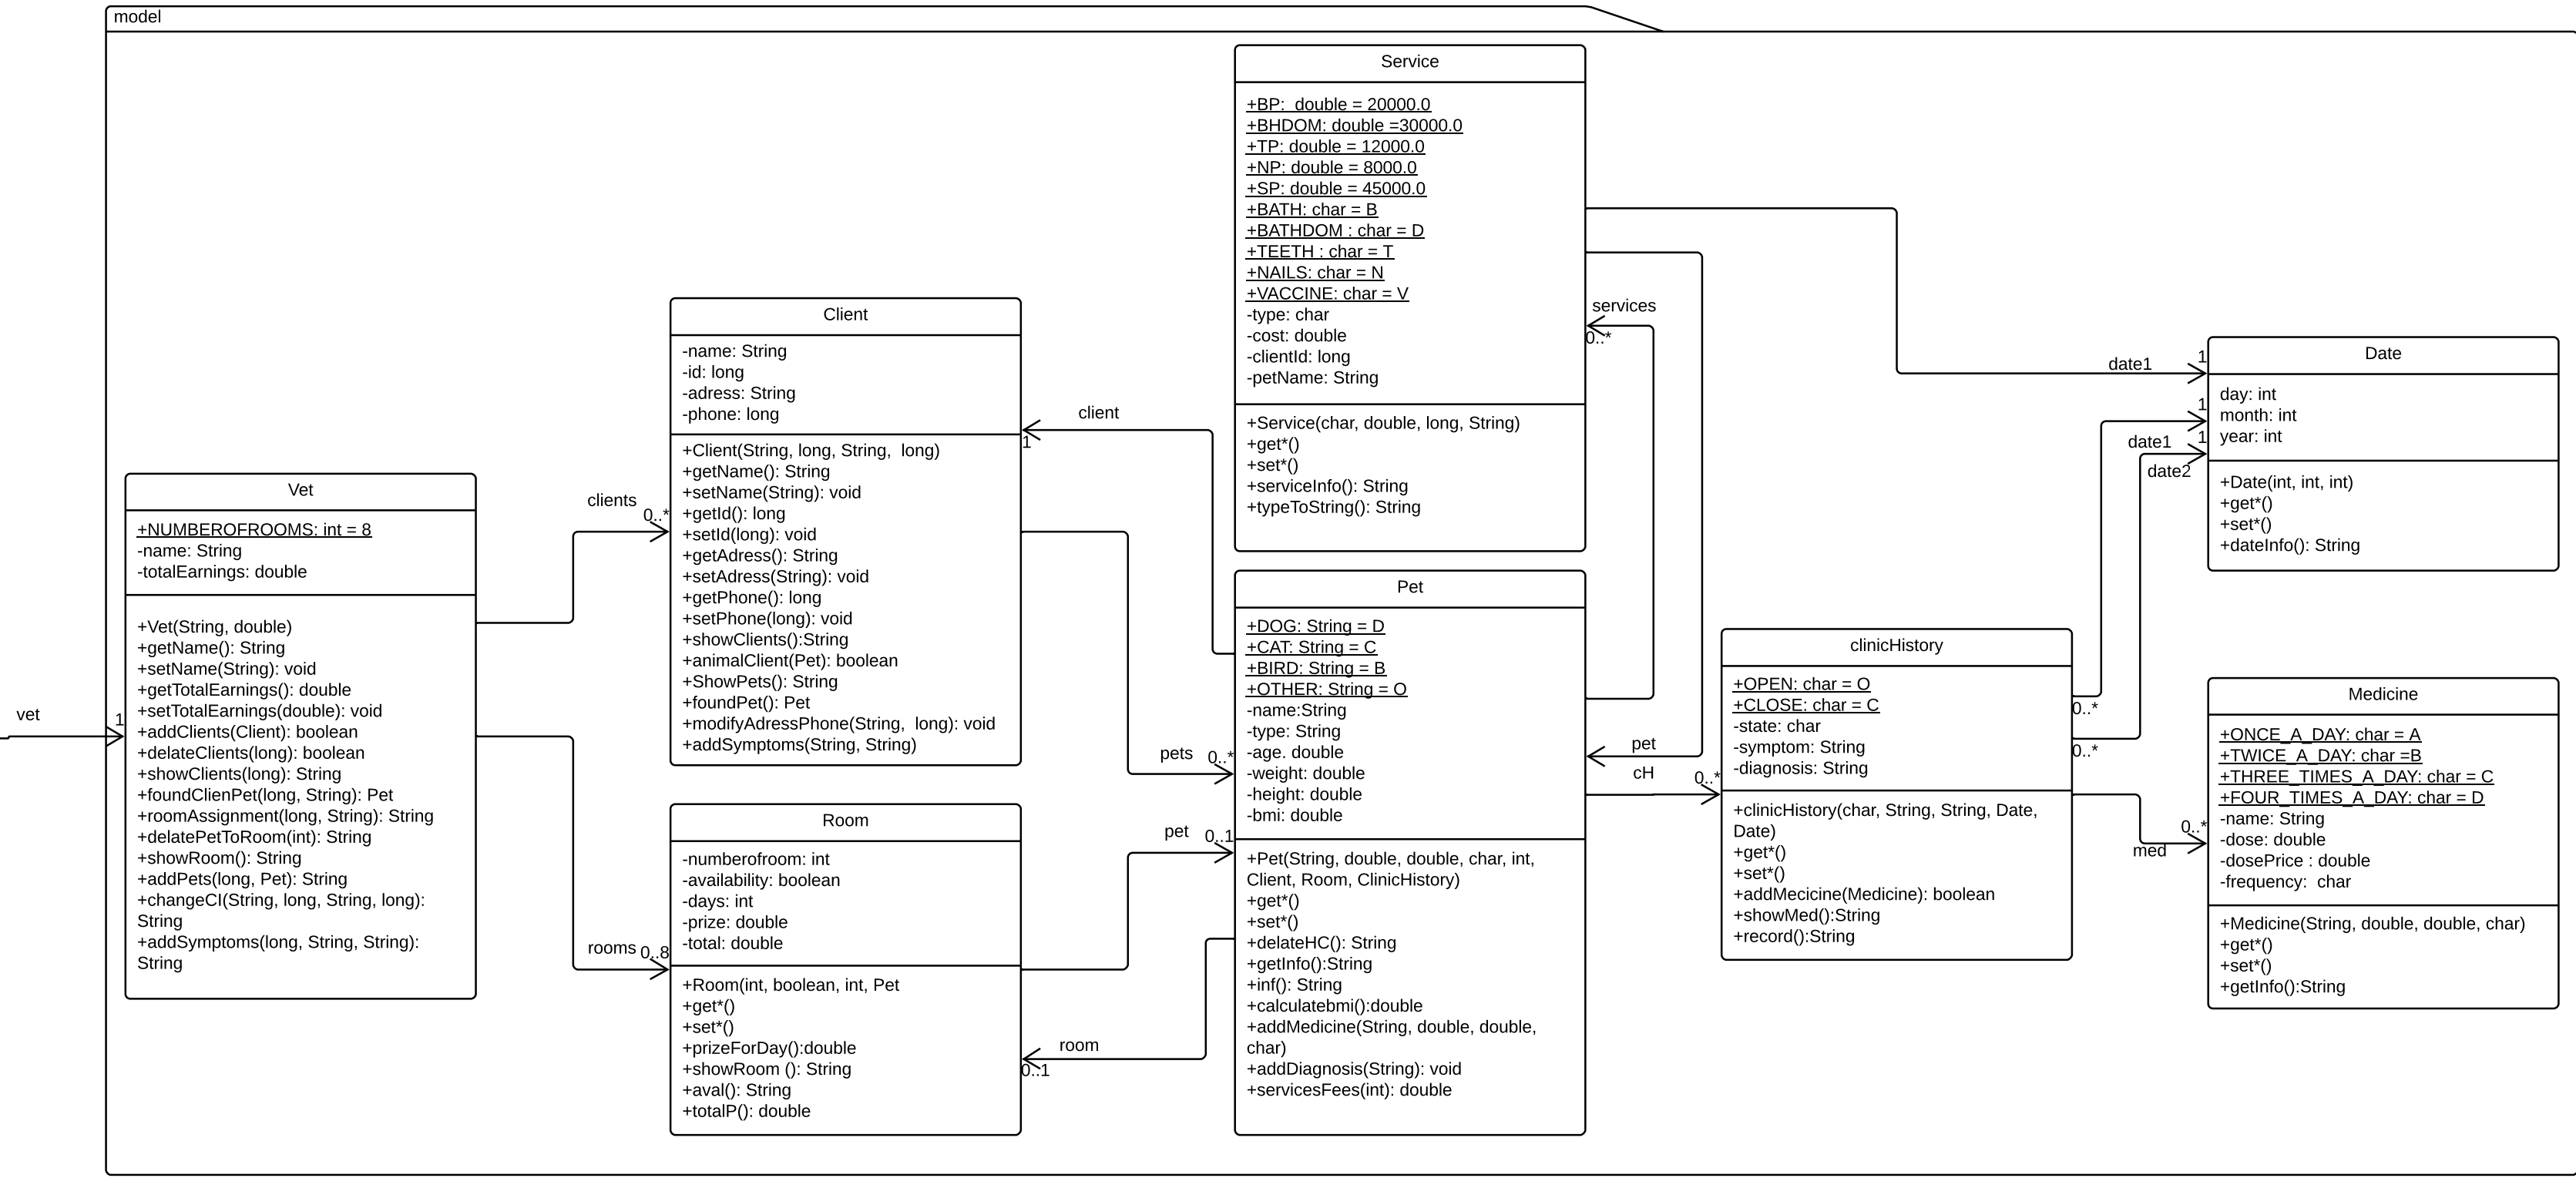 model
vet
1
Vet
+NUMBEROFROOMS: int = 8
-name: String
-totalEarnings: double
+Vet(String, double)
+getName(): String
+setName(String): void
+getTotalEarnings(): double
+setTotalEarnings(double): void
+addClients(Client): boolean
+delateClients(long): boolean
+showClients(long): String
+foundClienPet(long, String): Pet
+roomAssignment(long, String): String
+delatePetToRoom(int): String
+showRoom(): String
+addPets(long, Pet): String
+changeCI(String, long, String, long):
String
+addSymptoms(long, String, String):
String
clients
0..*
rooms
0..8
Client
-name: String
-id: long
-adress: String
-phone: long
+Client(String, long, String,  long)
+getName(): String
+setName(String): void
+getId(): long
+setId(long): void
+getAdress(): String
+setAdress(String): void
+getPhone(): long
+setPhone(long): void
+showClients():String
+animalClient(Pet): boolean
+ShowPets(): String
+foundPet(): Pet
+modifyAdressPhone(String,  long): void
+addSymptoms(String, String)
client
1
pets
0..*
Room
-numberofroom: int
-availability: boolean
-days: int
-prize: double
-total: double
+Room(int, boolean, int, Pet
+get*()
+set*()
+prizeForDay():double
+showRoom (): String
+aval(): String
+totalP(): double
pet
0..1
room
0..1
Service
+BP:  double = 20000.0
+BHDOM: double =30000.0
+TP: double = 12000.0
+NP: double = 8000.0
+SP: double = 45000.0
+BATH: char = B
+BATHDOM : char = D
+TEETH : char = T
+NAILS: char = N
+VACCINE: char = V
-type: char
-cost: double
-clientId: long
-petName: String
+Service(char, double, long, String)
+get*()
+set*()
+serviceInfo(): String
+typeToString(): String
services
0..*
Pet
+DOG: String = D
+CAT: String = C
+BIRD: String = B
+OTHER: String = O
-name:String
-type: String
-age. double
-weight: double
-height: double
-bmi: double
+Pet(String, double, double, char, int,
Client, Room, ClinicHistory)
+get*()
+set*()
+delateHC(): String
+getInfo():String
+inf(): String
+calculatebmi():double
+addMedicine(String, double, double,
char)
+addDiagnosis(String): void
+servicesFees(int): double
pet
cH
0..*
clinicHistory
+OPEN: char = O
+CLOSE: char = C
-state: char
-symptom: String
-diagnosis: String
+clinicHistory(char, String, String, Date,
Date)
+get*()
+set*()
+addMecicine(Medicine): boolean
+showMed():String
+record():String
0..*
0..*
date1
1
1
date1
1
date2
Date
day: int
month: int
year: int
+Date(int, int, int)
+get*()
+set*()
+dateInfo(): String
0..*
med
Medicine
+ONCE_A_DAY: char = A
+TWICE_A_DAY: char =B
+THREE_TIMES_A_DAY: char = C
+FOUR_TIMES_A_DAY: char = D
-name: String
-dose: double
-dosePrice : double
-frequency:  char
+Medicine(String, double, double, char)
+get*()
+set*()
+getInfo():String